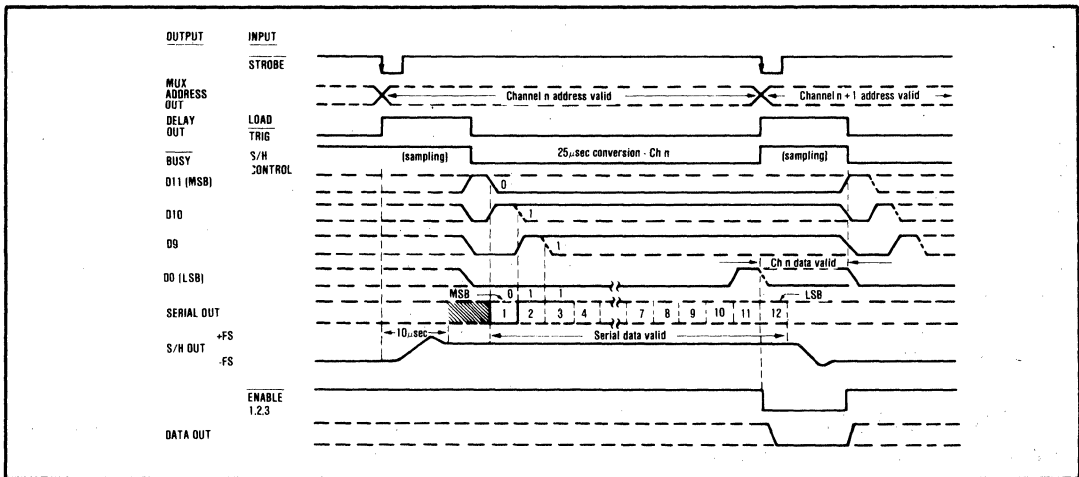 OUTPUT INPUT
STROBE
MUX
ADDRESS
OUT
Channel n address valid
Channel n + 1 address valid
DELAY
OUT
LOAD
TRIG
BUSY
S/H
CONTROL
(sampling)
25μsec conversion - Ch n
(sampling)
D11 (MSB)
0
D10
1
D9
1
Ch n data valid
D0 (LSB)
MSB
0 1 1
LSB
SERIAL OUT
1 2 3 4 7 8 9 10 11 12
+FS
10μsec
Serial data valid
S/H OUT
-FS
ENABLE
1.2.3
DATA OUT